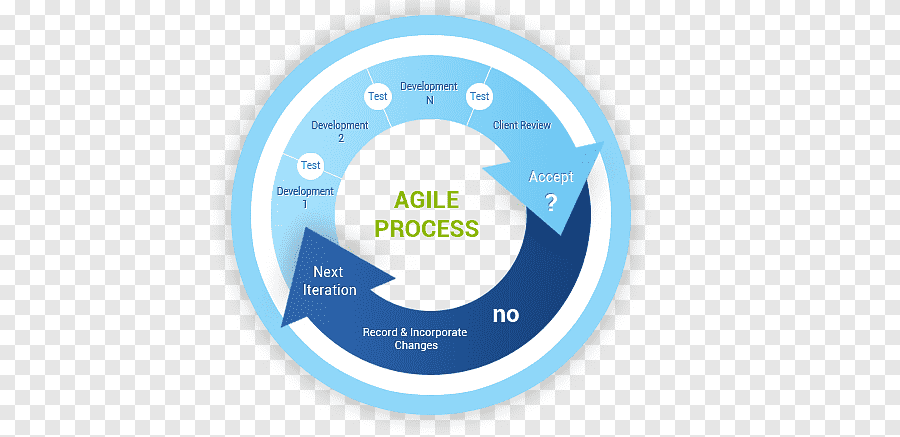 Development
1
Test
Development
2
Test
Development
N
Test
Client Review
Accept
?
no
Record & Incorporate
Changes
Next
Iteration
AGILE
PROCESS